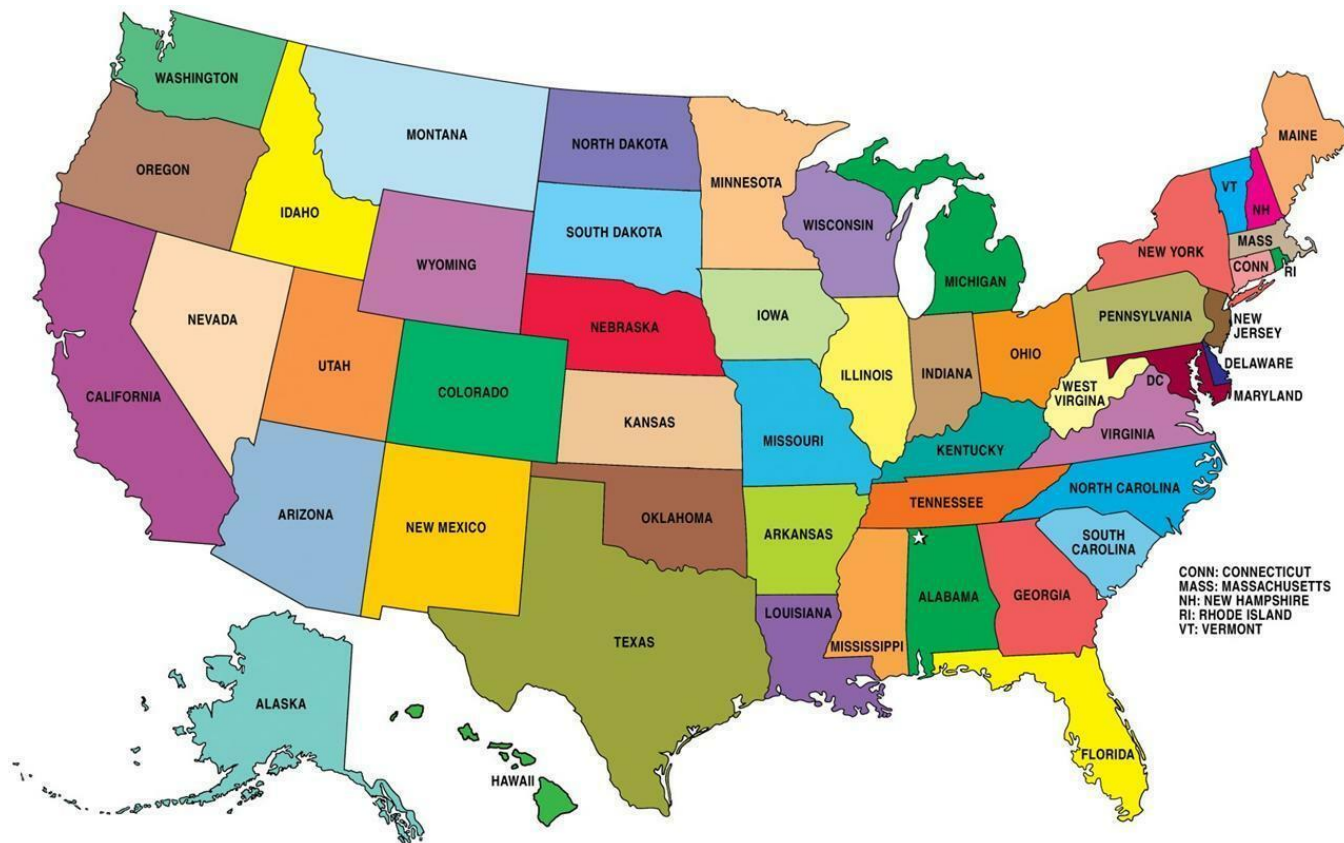 WASHINGTON
OREGON
IDAHO
MONTANA
NORTH DAKOTA
MINNESOTA
WISCONSIN
MICHIGAN
MAINE
VT
NH
NEW YORK
MASS
CONN
RI
SOUTH DAKOTA
WYOMING
NEVADA
UTAH
CALIFORNIA
COLORADO
NEBRASKA
IOWA
ILLINOIS
INDIANA
OHIO
PENNSYLVANIA
NEW
JERSEY
DELAWARE
MARYLAND
DC
WEST
VIRGINA
VIRGINIA
KENTUCKY
KANSAS
MISSOURI
ARIZONA
NEW MEXICO
OKLAHOMA
ARKANSAS
TENNESSEE
NORTH CAROLINA
SOUTH
CAROLINA
GEORGIA
ALABAMA
MISSISSIPPI
LOUISIANA
TEXAS
FLORIDA
ALASKA
HAWAII
CONN: CONNECTICUT
MASS: MASSACHUSETTS
NH: NEW HAMPSHIRE
RI: RHODE ISLAND
VT: VERMONT